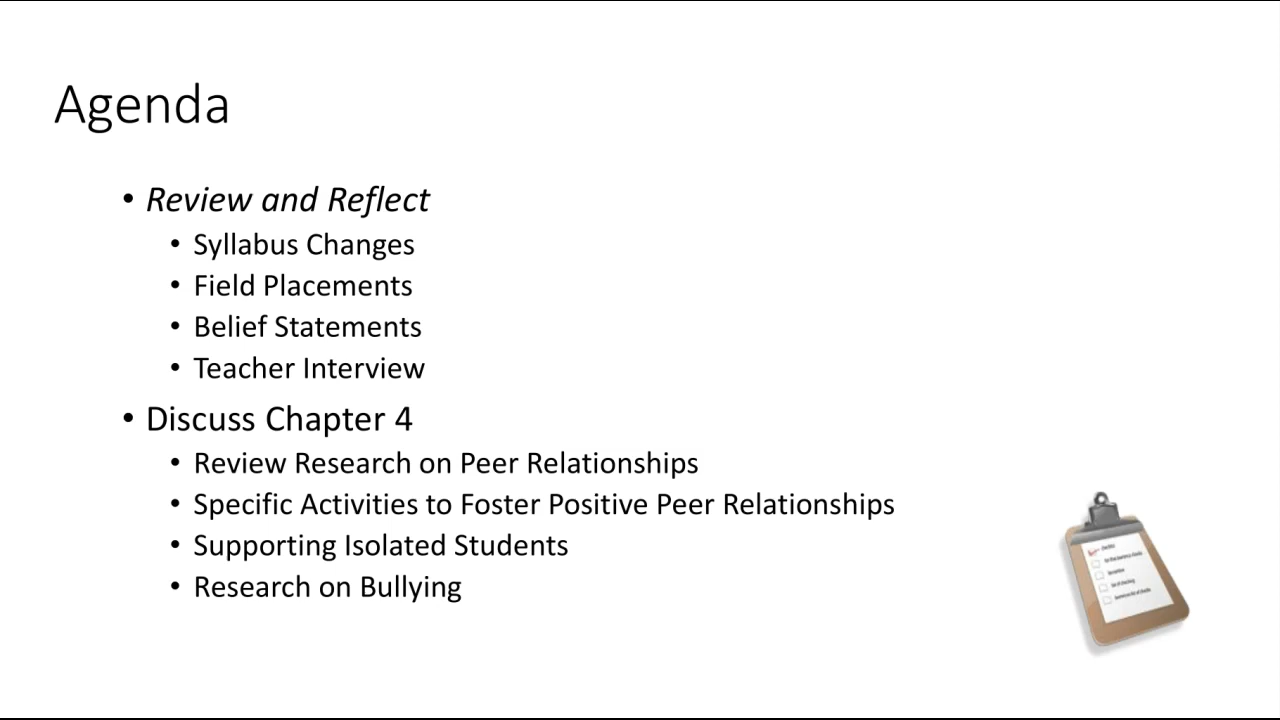 Agenda
• Review and Reflect
• Syllabus Changes
• Field Placements
• Belief Statements
• Teacher Interview
• Discuss Chapter 4
• Review Research on Peer Relationships
• Specific Activities to Foster Positive Peer Relationships
• Supporting Isolated Students
• Research on Bullying